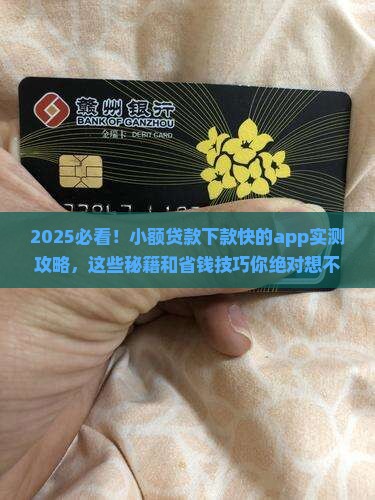 赣州银行
BANK OF GANZHOU
金瑞卡 DEBIT CARD
2025必看！小额贷款下款快的app实测
攻略，这些秘籍和省钱技巧你绝对想不